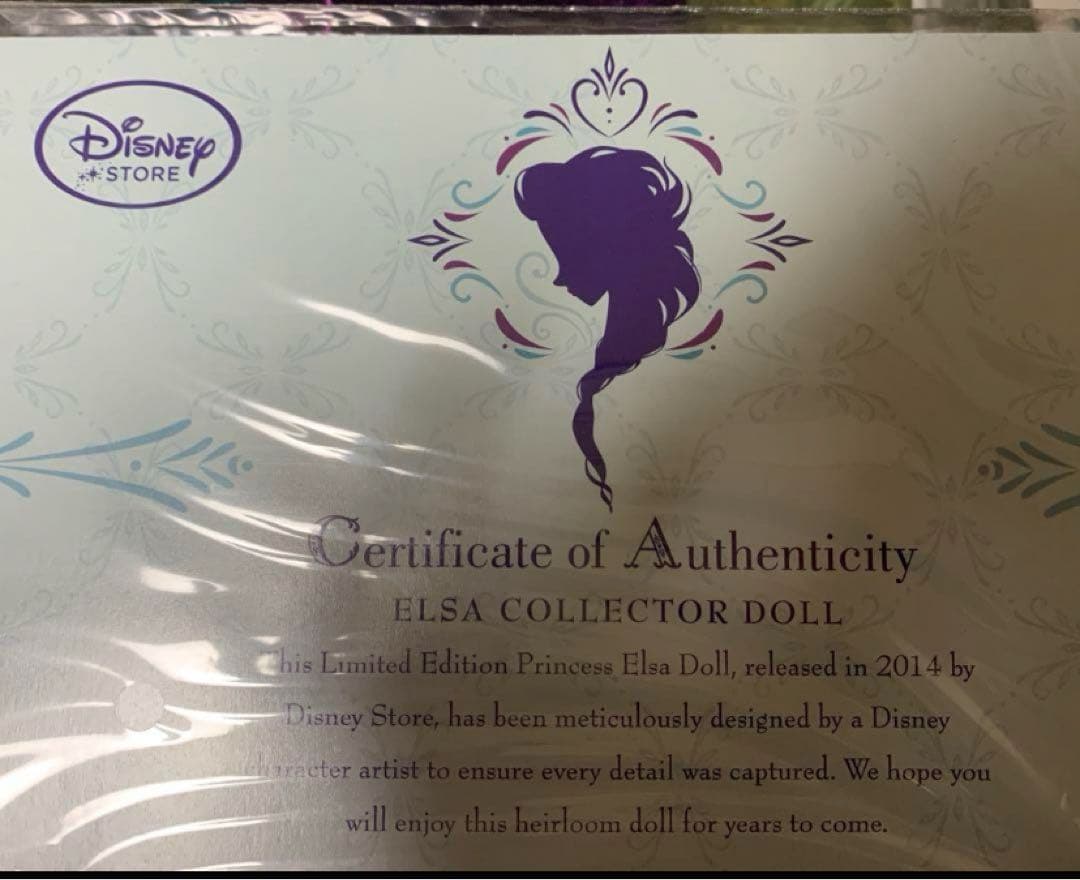 Disney
STORE
Certificate of Authenticity
ELSA COLLECTOR DOLL
This Limited Edition Princess Elsa Doll, released in 2014 by
Disney Store, has been meticulously designed by a Disney
character artist to ensure every detail was captured. We hope you
will enjoy this heirloom doll for years to come.